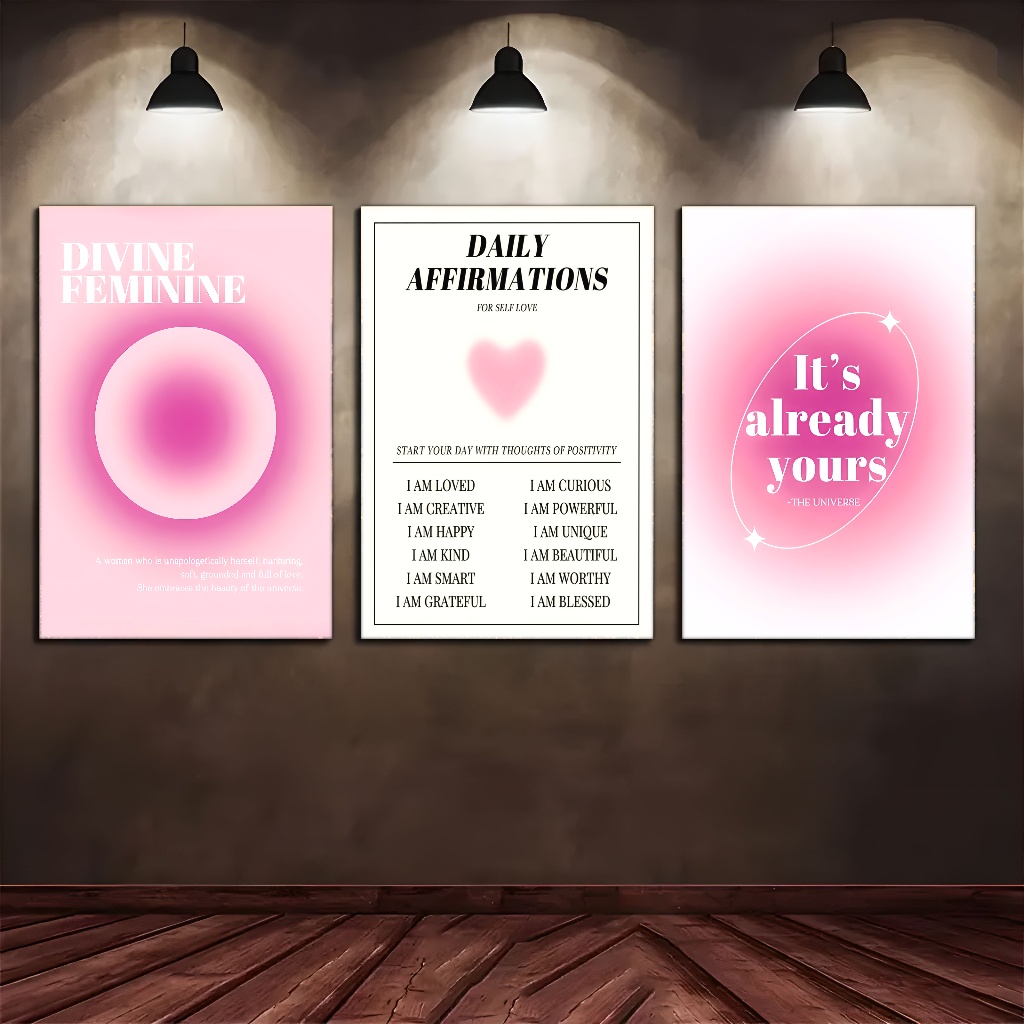 DIVINE
FEMININE
A woman who is unapologetically herself, nurturing,
soft, grounded and full of love.
She embraces the beauty of the universe.
DAILY
AFFIRMATIONS
FOR SELF LOVE
START YOUR DAY WITH THOUGHTS OF POSITIVITY
I AM LOVED
I AM CREATIVE
I AM HAPPY
I AM KIND
I AM SMART
I AM GRATEFUL
I AM CURIOUS
I AM POWERFUL
I AM UNIQUE
I AM BEAUTIFUL
I AM WORTHY
I AM BLESSED
It's
already
yours
-THE UNIVERSE